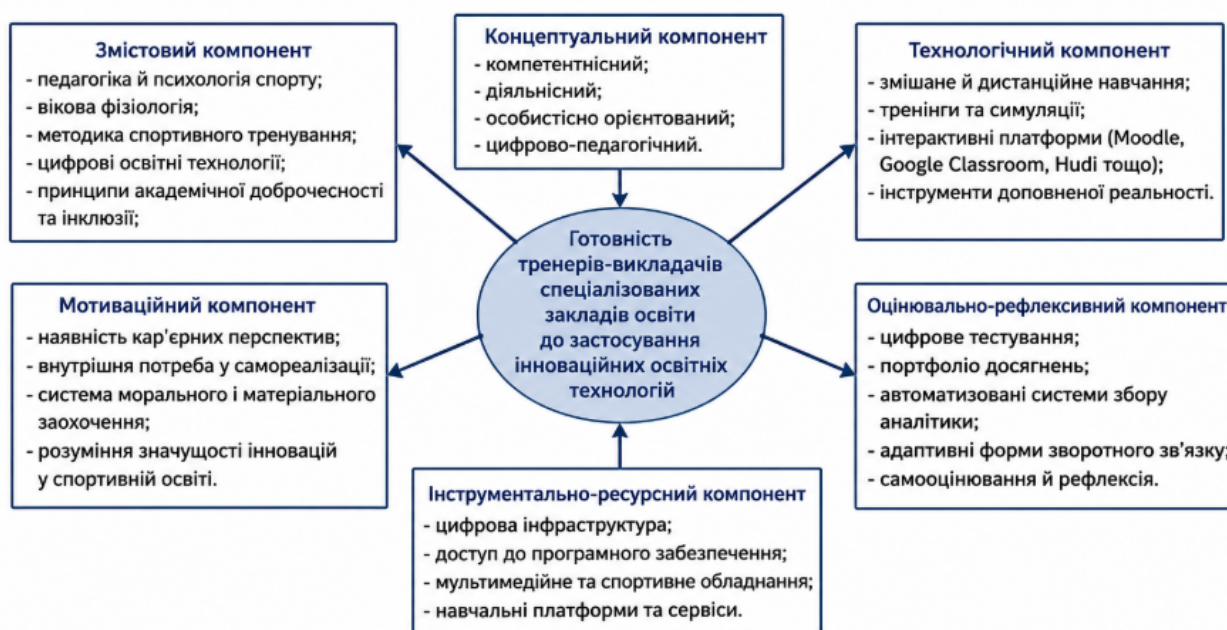 Змістовий компонент
- педагогіка й психологія спорту;
- вікова фізіологія;
- методика спортивного тренування;
- цифрові освітні технології;
- принципи академічної доброчесності
та інклюзії;
Концептуальний компонент
- компетентнісний;
- діяльнісний;
- особистісно орієнтований;
- цифрово-педагогічний.
Технологічний компонент
- змішане й дистанційне навчання;
- тренінги та симуляції;
- інтерактивні платформи (Moodle,
Google Classroom, Hudi тощо);
- інструменти доповненої реальності.
Готовність
тренерів-викладачів
спеціалізованих
закладів освіти
до застосування
інноваційних освітніх
технологій
Мотиваційний компонент
- наявність кар’єрних перспектив;
- внутрішня потреба у самореалізації;
- система морального і матеріального
заохочення;
- розуміння значущості інновацій
у спортивній освіті.
Оцінювально-рефлексивний компонент
- цифрове тестування;
- портфоліо досягнень;
- автоматизовані системи збору
аналітики;
- адаптивні форми зворотного зв’язку;
- самооцінювання й рефлексія.
Інструментально-ресурсний компонент
- цифрова інфраструктура;
- доступ до програмного забезпечення;
- мультимедійне та спортивне обладнання;
- навчальні платформи та сервіси.